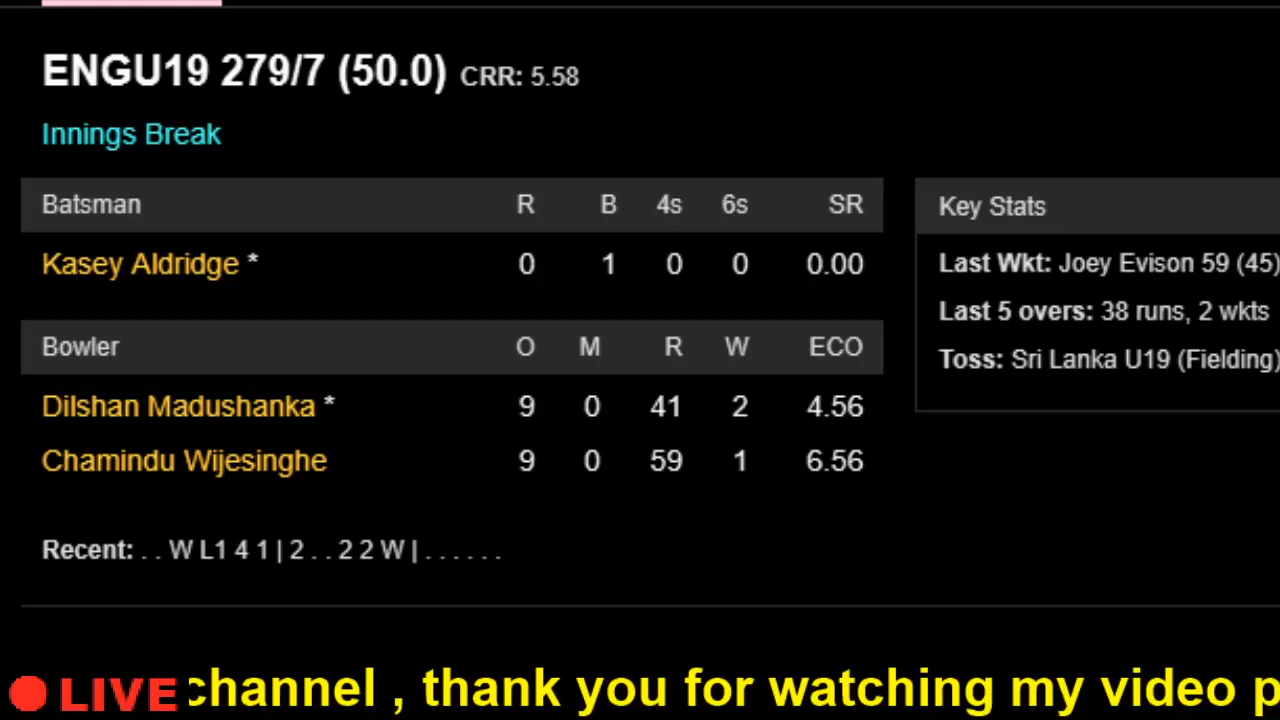 ENGU19 279/7 (50.0) CRR: 5.58
Innings Break
Batsman R B 4s 6s SR
Kasey Aldridge * 0 1 0 0 0.00
Bowler O M R W ECO
Dilshan Madushanka * 9 0 41 2 4.56
Chamindu Wijesinghe 9 0 59 1 6.56
Recent: . . W L1 4 1 | 2 . . 2 2 W | . . . . . .
Key Stats
Last Wkt: Joey Evison 59 (45)
Last 5 overs: 38 runs, 2 wkts
Toss: Sri Lanka U19 (Fielding)
LIVE channel , thank you for watching my video p